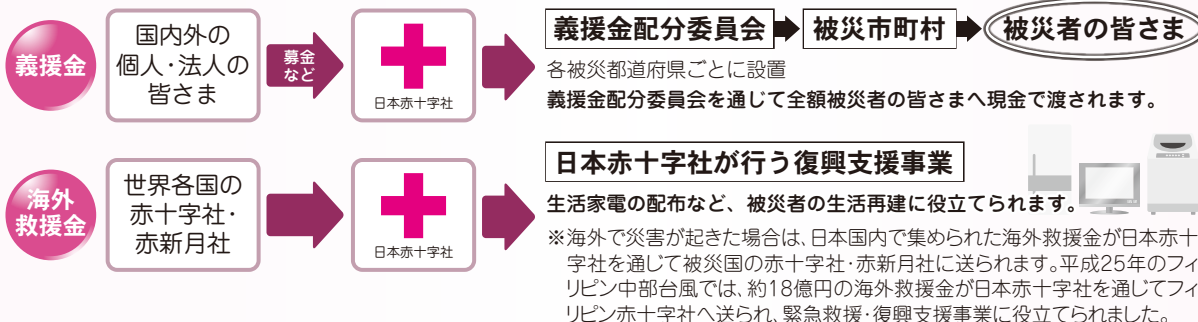 義援金
国内外の
個人・法人の
皆さま
募金
など
日本赤十字社
義援金配分委員会
被災市町村
被災者の皆さま
各被災都道府県ごとに設置
義援金配分委員会を通じて全額被災者の皆さまへ現金で渡されます。
海外
救援金
世界各国の
赤十字社・
赤新月社
日本赤十字社
日本赤十字社が行う復興支援事業
生活家電の配布など、被災者の生活再建に役立てられます。
※海外で災害が起きた場合は、日本国内で集められた海外救援金が日本赤十
字社を通じて被災国の赤十字社・赤新月社に送られます。平成25年のフィ
リピン中部台風では、約18億円の海外救援金が日本赤十字社を通じてフィ
リピン赤十字社へ送られ、緊急救援・復興支援事業に役立てられました。